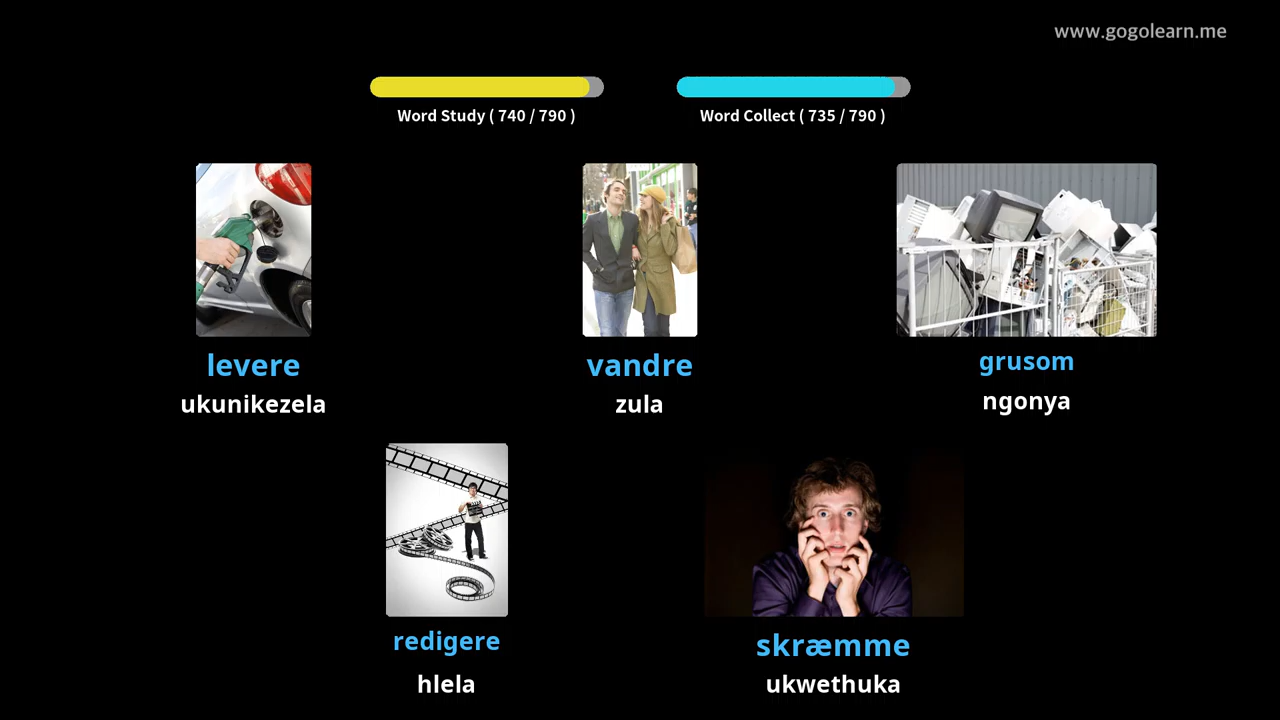 www.gogolearn.me
Word Study ( 740 / 790 )
Word Collect ( 735 / 790 )
levere
ukunikezela
vandre
zula
grusom
ngonya
redigere
hlela
skræmme
ukwethuka